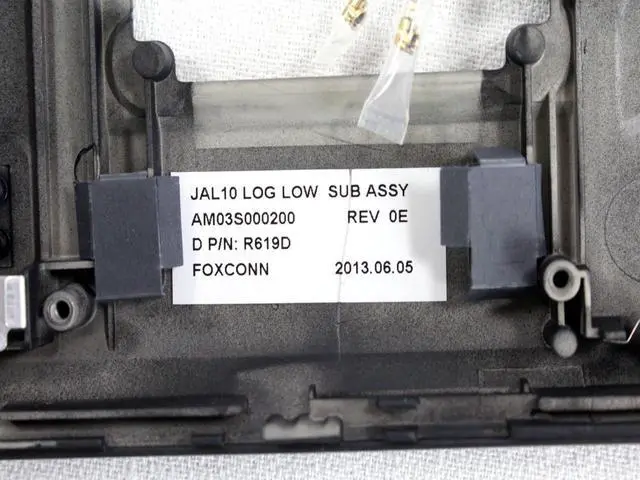 JAL10 LOG LOW SUB ASSY
AM03S000200 REV 0E
D P/N: R619D
FOXCONN 2013.06.05